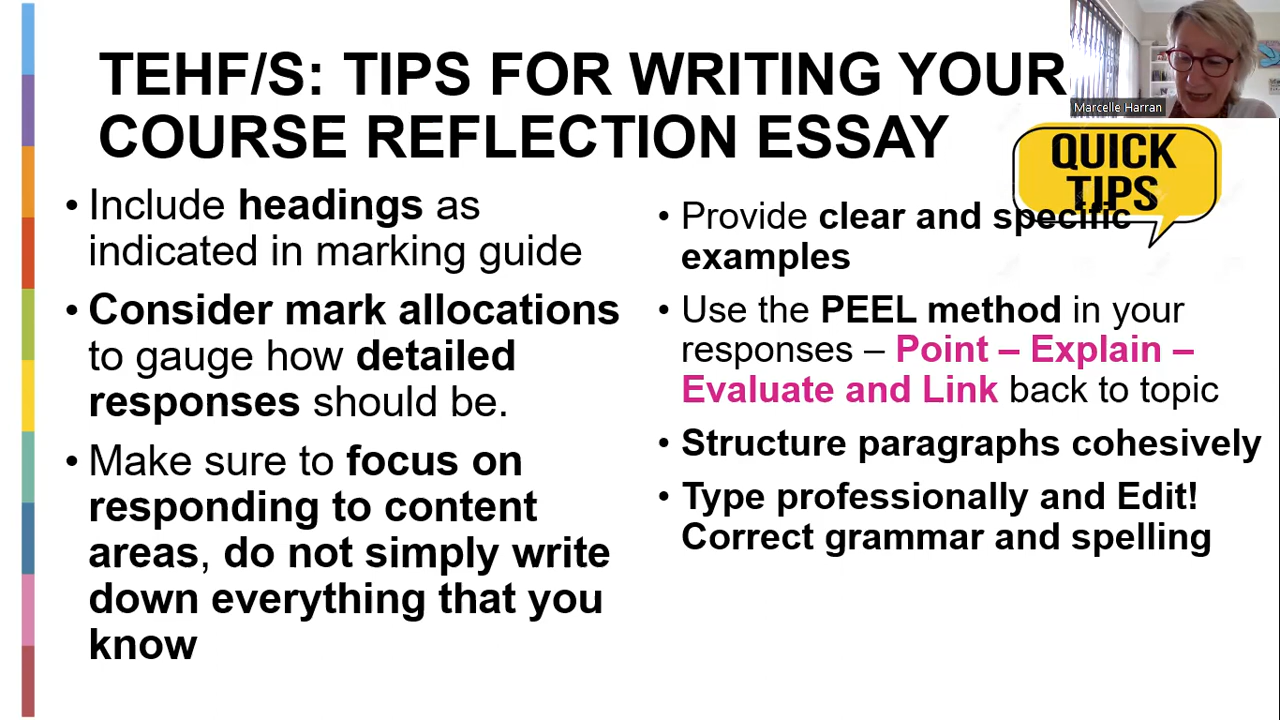 TEHF/S: TIPS FOR WRITING YOUR
COURSE REFLECTION ESSAY
Marcelle Harran
QUICK
TIPS
• Include headings as
indicated in marking guide
• Consider mark allocations
to gauge how detailed
responses should be.
• Make sure to focus on
responding to content
areas, do not simply write
down everything that you
know
• Provide clear and specific
examples
• Use the PEEL method in your
responses – Point – Explain –
Evaluate and Link back to topic
• Structure paragraphs cohesively
• Type professionally and Edit!
Correct grammar and spelling